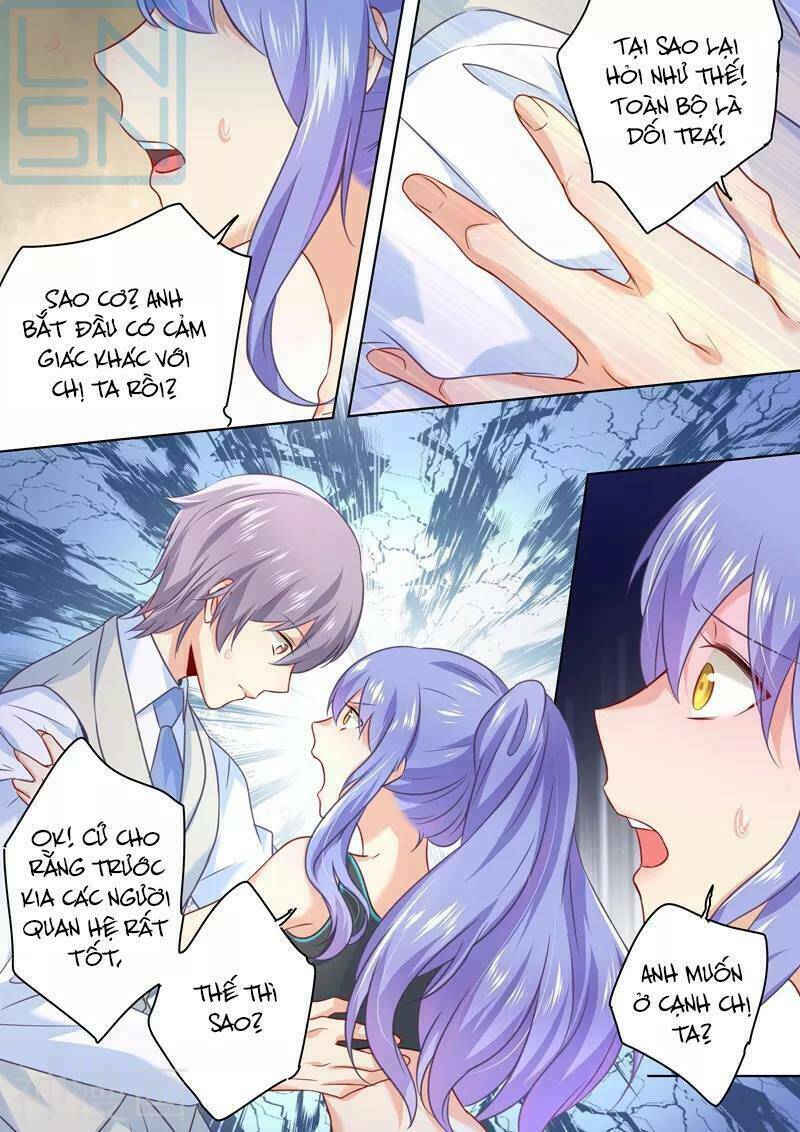 LN
SN
TẠI SAO LẠI
HỎI NHƯ THẾ!
TOÀN BỘ LÀ
DỐI TRÁ!
SAO CƠ? ANH
BẮT ĐẦU CÓ CẢM
GIÁC KHÁC VỚI
CHỊ TA RỒI?
OK! CỨ CHO
RẰNG TRƯỚC
KIA CÁC NGƯỜI
QUAN HỆ RẤT
TỐT,
THẾ THÌ
SAO?
ANH MUỐN
Ở CẠNH CHỊ
TA?